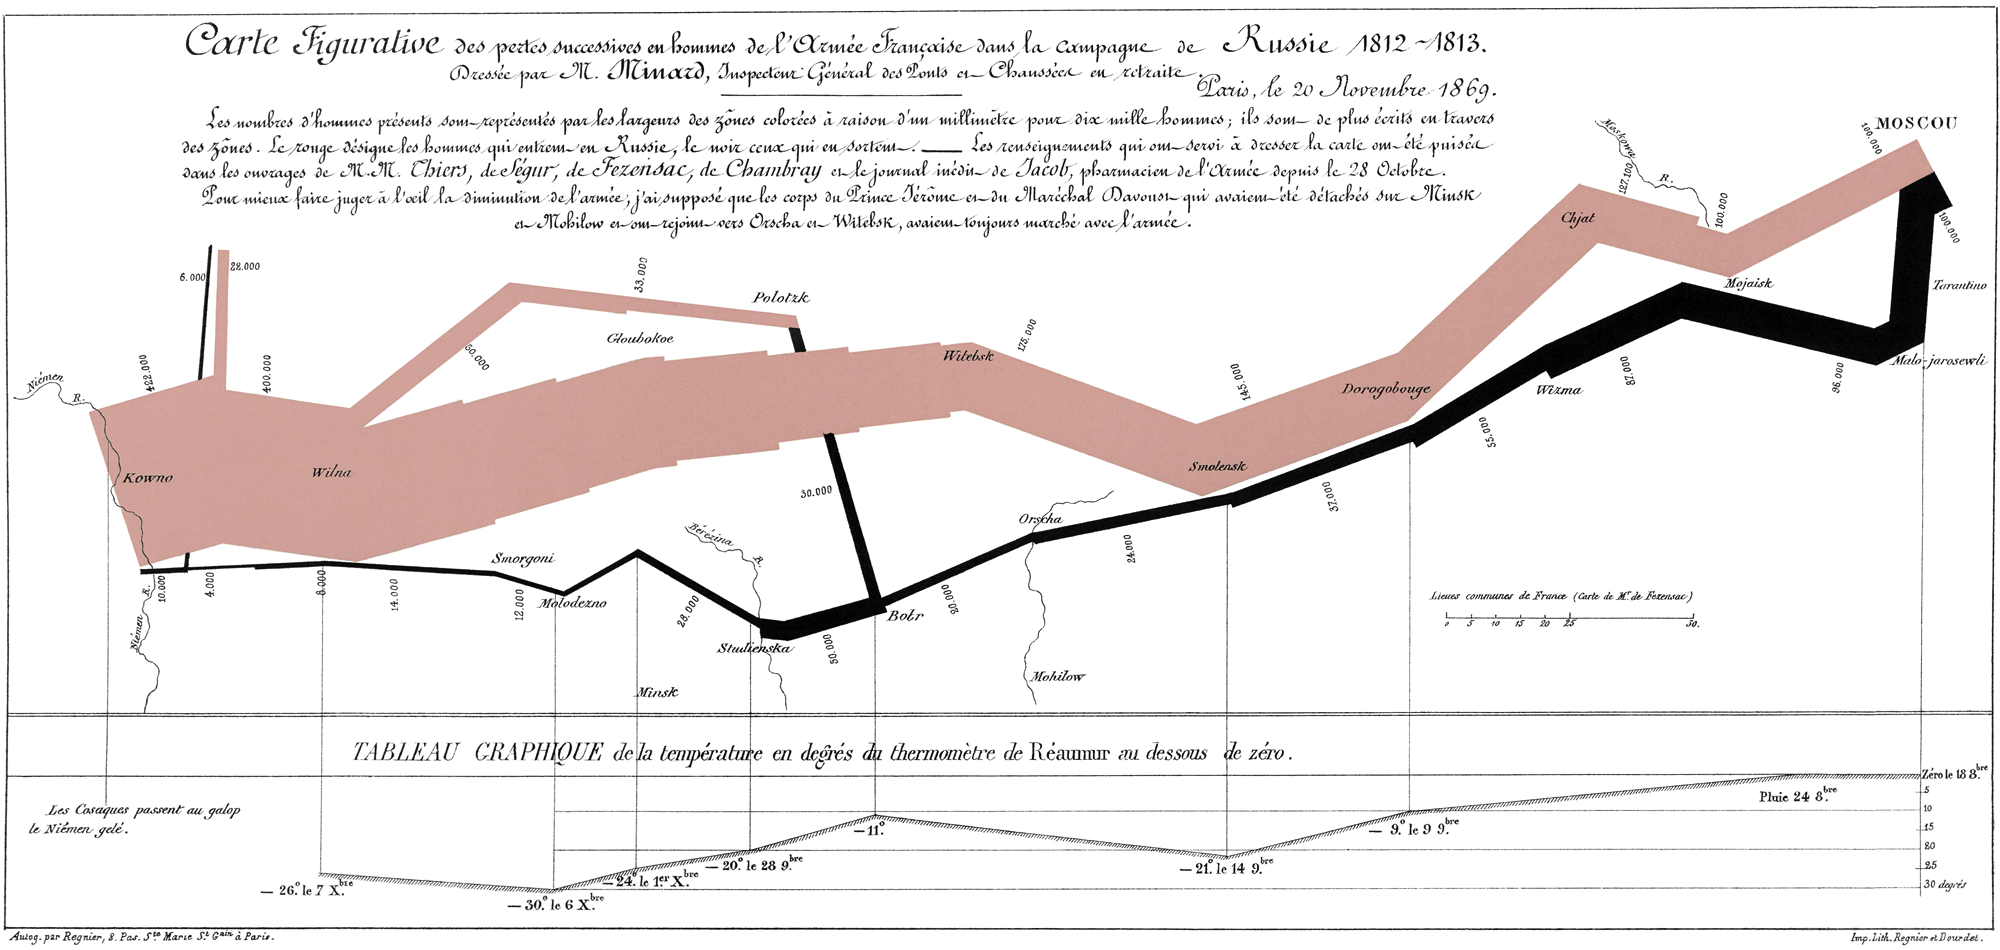 Carte Figurative des pertes successives en hommes de l'Armée Française dans la campagne de Russie 1812~1813.
Dressée par M. Minard, Inspecteur Général des Ponts et Chaussées en retraite.
Paris, le 20 Novembre 1869.
Les nombres d'hommes présents sont représentés par les largeurs des zônes colorées à raison d'un millimètre pour dix mille hommes; ils sont de plus écrits en travers
des zônes. Le rouge désigne les hommes qui entrent en Russie, le noir ceux qui en sortent. — Les renseignements qui ont servi à dresser la carte ont été puisés
dans les ouvrages de M.M. Thiers, de Ségur, de Fezensac, de Chambray et le journal inédit de Jacob, pharmacien de l'Armée depuis le 28 Octobre.
Pour mieux faire juger à l'œil la diminution de l'armée, j'ai supposé que les corps du Prince Jérôme et du Maréchal Davoust qui avaient été détachés sur Minsk
et Mohilow et ont rejoint vers Orscha et Witebsk, avaient toujours marché avec l'armée.
MOSCOU
100.000
Moskowa R.
127.100
100.000
Chjat
Mojaisk
100.000
Tarantino
Malo-jarosewli
6.000
22.000
33.000
Polotzk
Gloubokoe
60.000
Niémen R.
422.000
400.000
Witebsk
175.000
145.000
Dorogobouge
Wizma
87.000
96.000
55.000
Kowno
Wilna
Smolensk
30.000
37.000
Orscha
24.000
Bérézina R.
Smorgoni
Molodezno
10.000
4.000
8.000
14.000
12.000
28.000
Studienska
50.000
Botr
20.000
Niémen R.
Minsk
Mohilow
Lieues communes de France (Carte de Mr. de Fezensac)
0 5 10 15 20 25 50.
TABLEAU GRAPHIQUE de la température en degrés du thermomètre de Réaumur au dessous de zéro.
Les Cosaques passent au galop
le Niémen gelé.
— 26.° le 7 X.bre
— 30.° le 6 X.bre
— 24.° le 1.er X.bre
— 20.° le 28 9.bre
— 11.°
— 21.° le 14 9.bre
— 9.° le 9 9.bre
Pluie 24 8.bre
Zéro le 18 8.bre
5
10
15
20
25
30 degrés
Autog. par Regnier, 8. Pas. Ste Marie St. Gain à Paris.
Imp. Lith. Regnier et Dourdet.